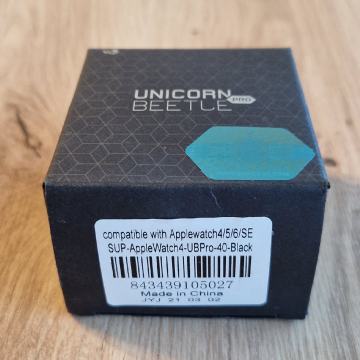 UNICORN
BEETLE PRO
compatible with Applewatch4/5/6/SE
SUP-AppleWatch4-UBPro-40-Black
843439105027
Made in China
JYJ 21 03 02